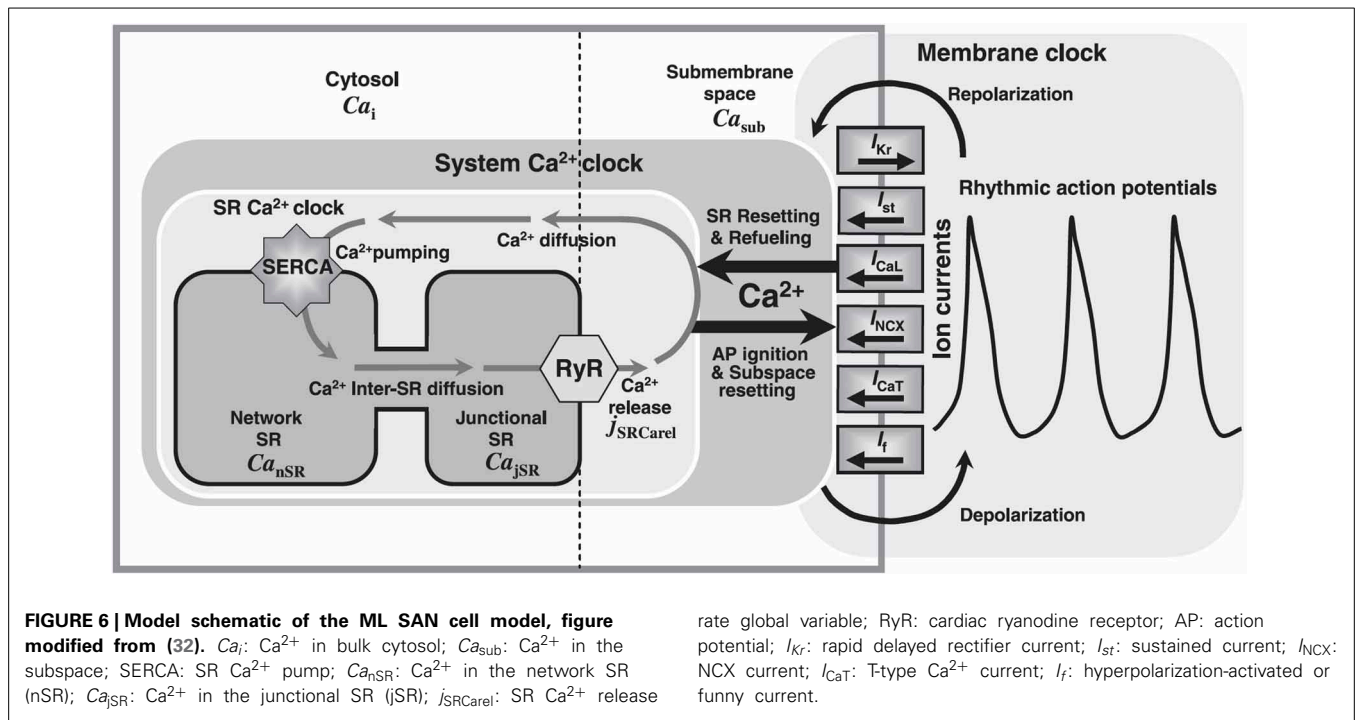 Cytosol
Ca_i
Submembrane
space
Ca_sub
Membrane clock
Repolarization
System Ca²⁺ clock
SR Ca²⁺ clock
SERCA
Ca²⁺pumping
Ca²⁺ diffusion
SR Resetting
& Refueling
Ca²⁺
AP ignition
& Subspace
resetting
Ca²⁺ Inter-SR diffusion
RyR
Ca²⁺
release
j_SRCarel
Network
SR
Ca_nSR
Junctional
SR
Ca_jSR
I_Kr
I_st
I_CaL
I_NCX
I_CaT
I_f
Ion currents
Rhythmic action potentials
Depolarization
FIGURE 6 | Model schematic of the ML SAN cell model, figure
modified from (32). Ca_i: Ca²⁺ in bulk cytosol; Ca_sub: Ca²⁺ in the
subspace; SERCA: SR Ca²⁺ pump; Ca_nSR: Ca²⁺ in the network SR
(nSR); Ca_jSR: Ca²⁺ in the junctional SR (jSR); j_SRCarel: SR Ca²⁺ release
rate global variable; RyR: cardiac ryanodine receptor; AP: action
potential; I_Kr: rapid delayed rectifier current; I_st: sustained current; I_NCX:
NCX current; I_CaT: T-type Ca²⁺ current; I_f: hyperpolarization-activated or
funny current.